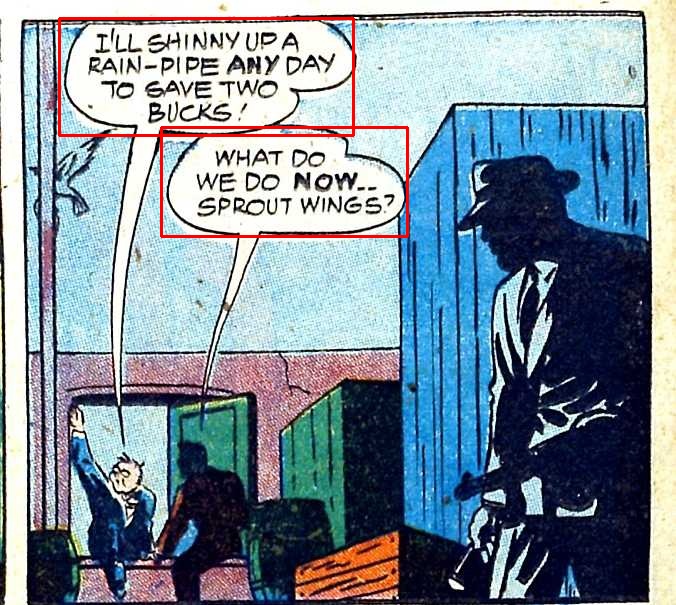 I'LL SHINNY UP A
RAIN-PIPE ANY DAY
TO SAVE TWO
BUCKS!
WHAT DO
WE DO NOW--
SPROUT WINGS?